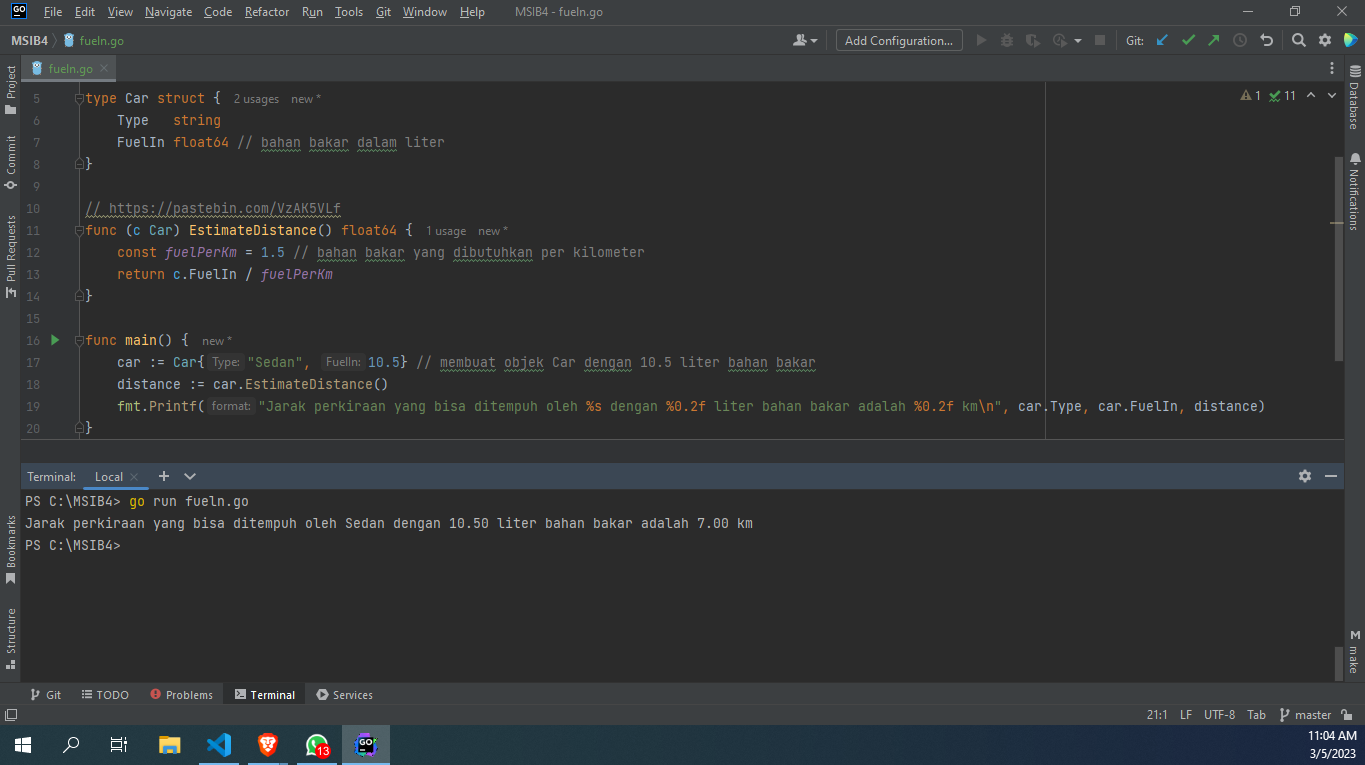 GO File Edit View Navigate Code Refactor Run Tools Git Window Help MSIB4 - fueln.go
MSIB4 fueln.go Add Configuration... Git:
fueln.go
Project
Commit
Pull Requests
Bookmarks
Structure
Database
Notifications
make
1 11
5 type Car struct { 2 usages new *
6 Type string
7 FuelIn float64 // bahan bakar dalam liter
8 }
9
10 // https://pastebin.com/VzAK5VLf
11 func (c Car) EstimateDistance() float64 { 1 usage new *
12 const fuelPerKm = 1.5 // bahan bakar yang dibutuhkan per kilometer
13 return c.FuelIn / fuelPerKm
14 }
15
16 func main() { new *
17 car := Car{ Type: "Sedan", FuelIn: 10.5} // membuat objek Car dengan 10.5 liter bahan bakar
18 distance := car.EstimateDistance()
19 fmt.Printf( format: "Jarak perkiraan yang bisa ditempuh oleh %s dengan %0.2f liter bahan bakar adalah %0.2f km\n", car.Type, car.FuelIn, distance)
20 }
Terminal: Local
PS C:\MSIB4> go run fueln.go
Jarak perkiraan yang bisa ditempuh oleh Sedan dengan 10.50 liter bahan bakar adalah 7.00 km
PS C:\MSIB4>
Git TODO Problems Terminal Services
21:1 LF UTF-8 Tab master
13 GO
11:04 AM
3/5/2023